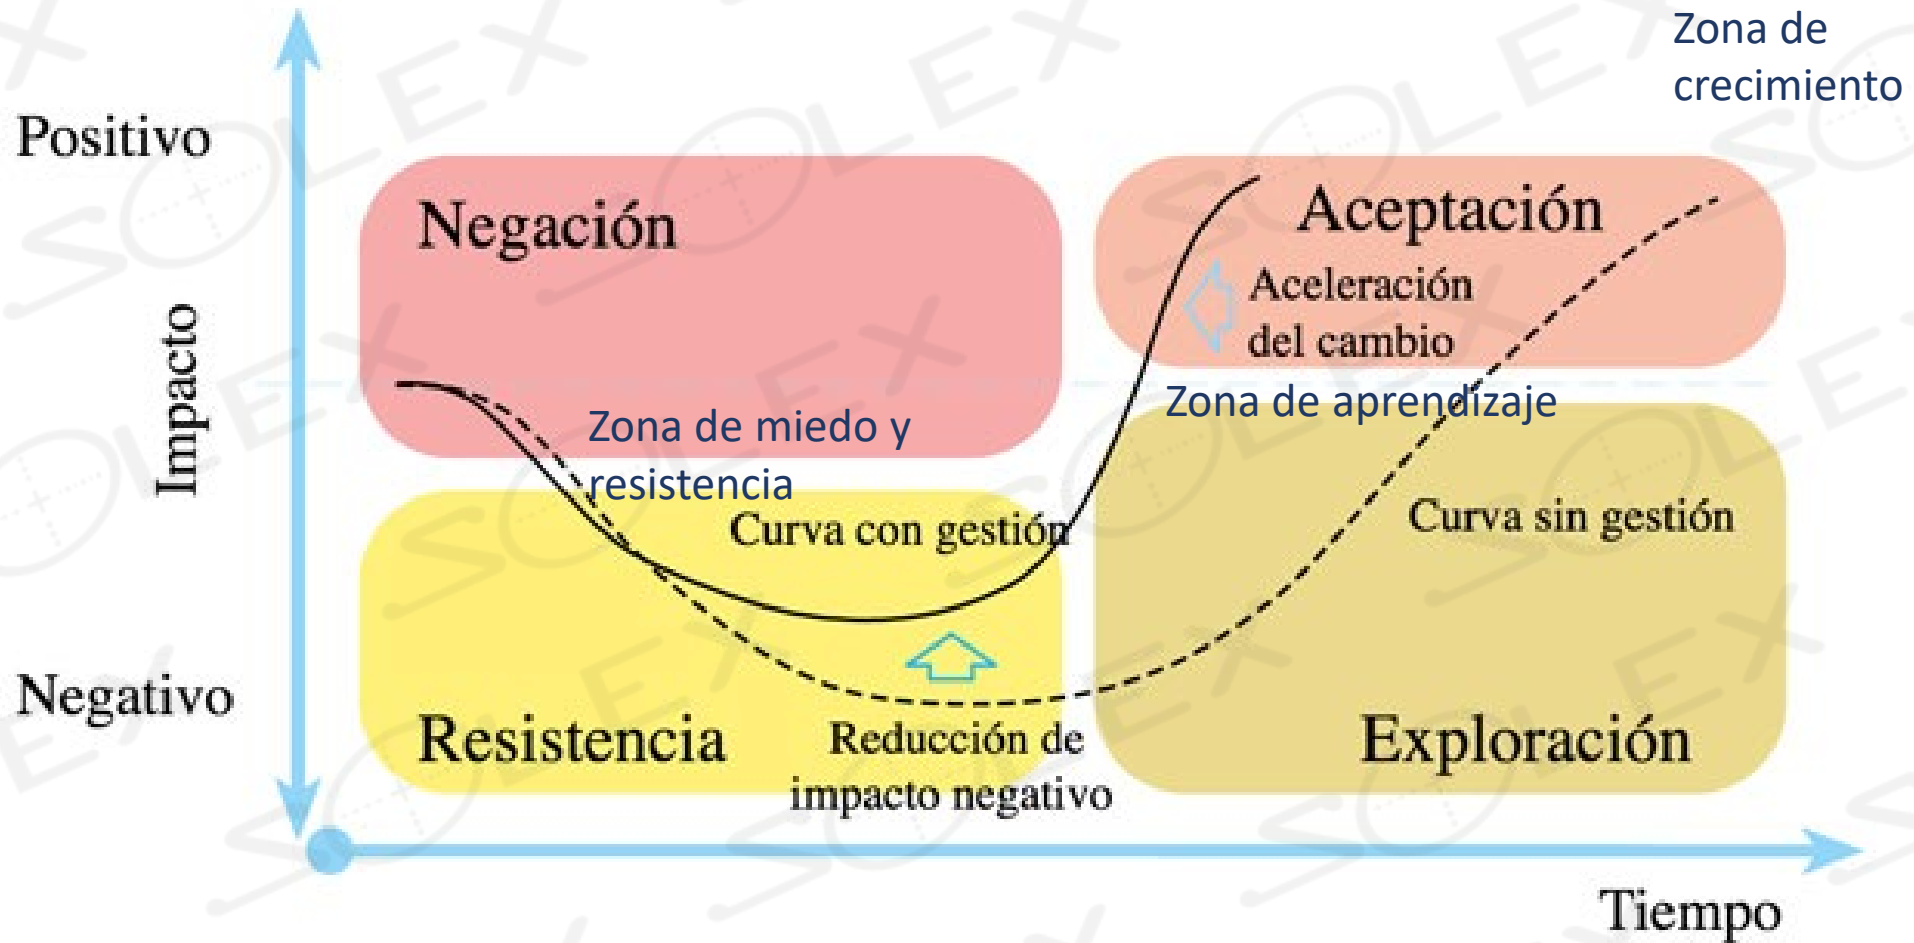 Zona de
crecimiento
Positivo
Negación
Aceptación
Aceleración
del cambio
Impacto
Zona de miedo y
resistencia
Zona de aprendizaje
Curva con gestión
Curva sin gestión
Negativo
Resistencia
Reducción de
impacto negativo
Exploración
Tiempo
SOLEX